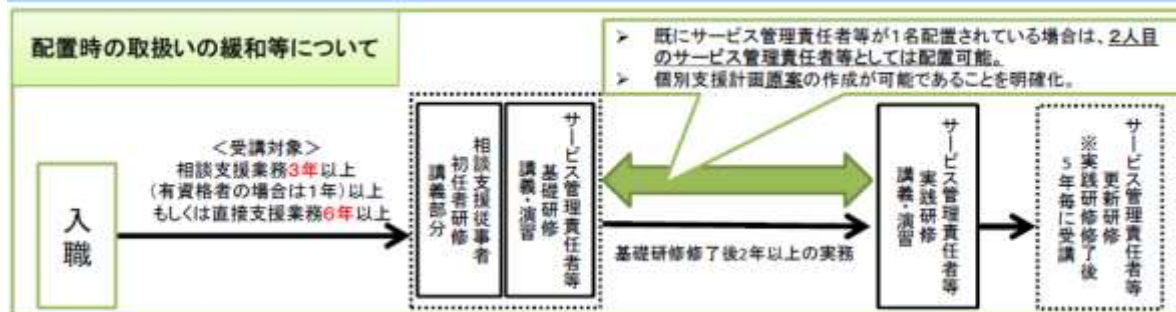 配置時の取扱いの緩和等について
➢ 既にサービス管理責任者等が1名配置されている場合は、2人目
のサービス管理責任者等としては配置可能。
➢ 個別支援計画原案の作成が可能であることを明確化。
入職
＜受講対象＞
相談支援業務3年以上
(有資格者の場合は1年)以上
もしくは直接支援業務6年以上
相談支援従事者
初任者研修
講義部分
サービス管理責任者等
基礎研修
講義・演習
基礎研修修了後2年以上の実務
サービス管理責任者等
実践研修
講義・演習
サービス管理責任者等
更新研修
※実践研修修了後
5年毎に受講